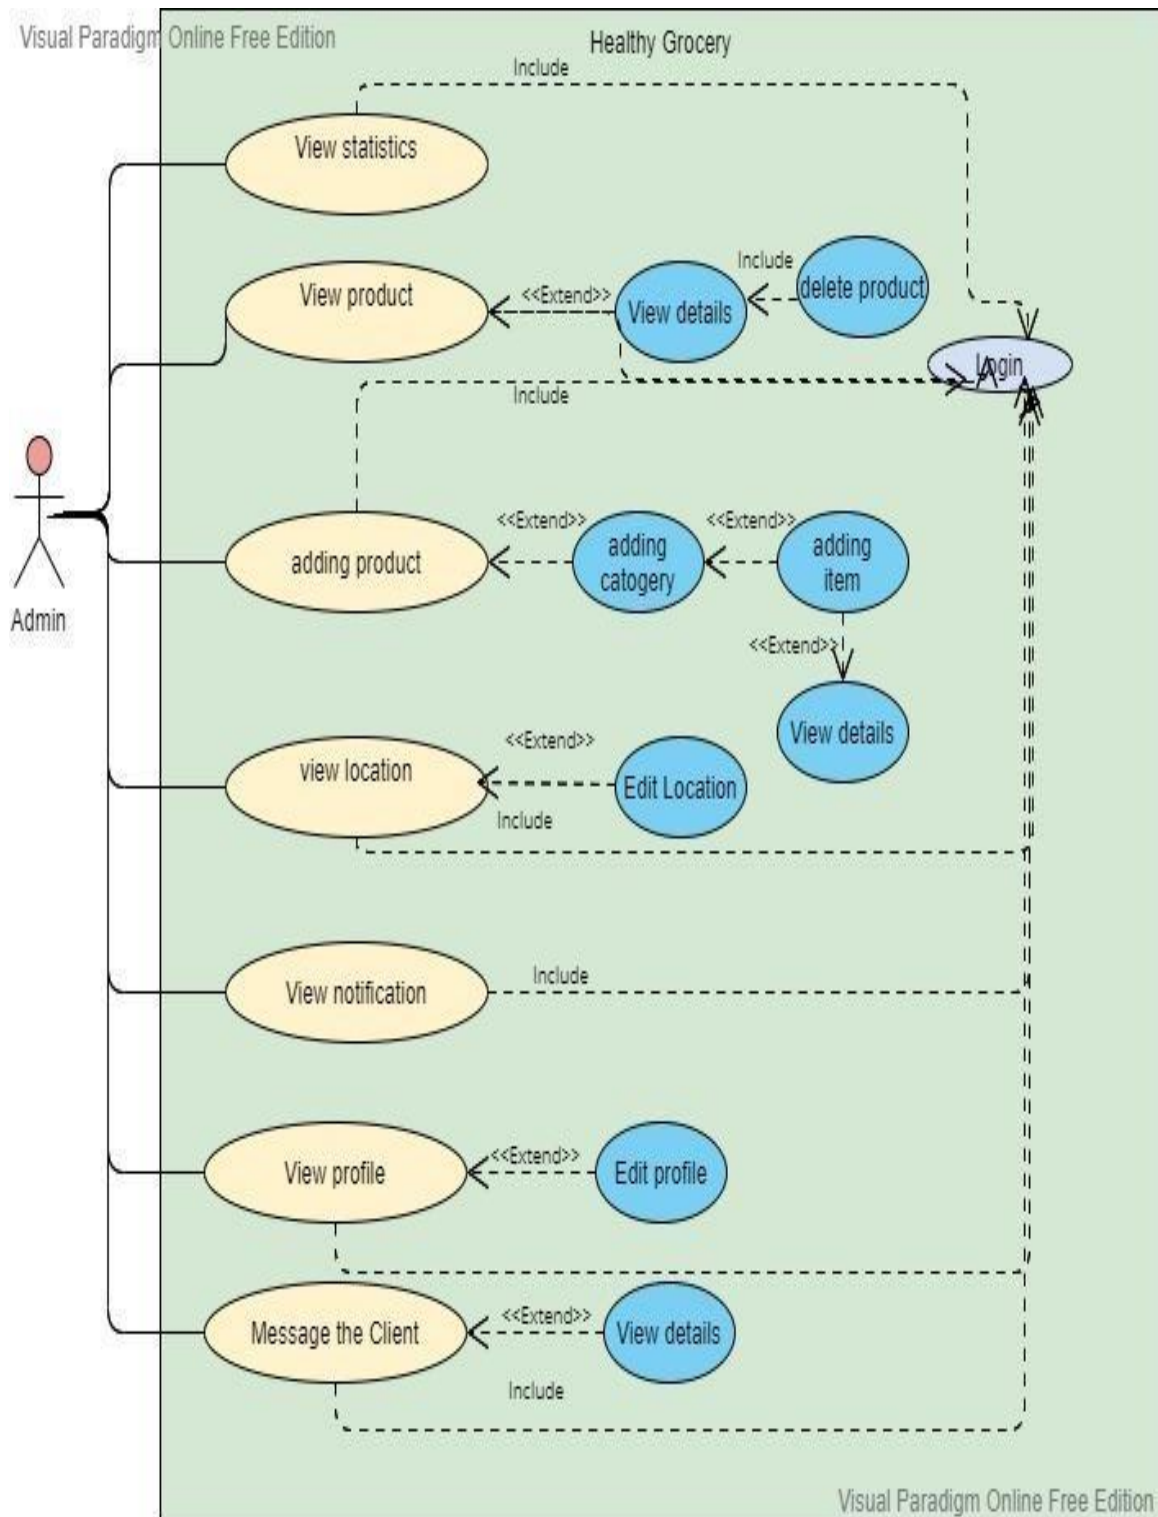 Visual Paradigm Online Free Edition
Healthy Grocery
Include
View statistics
Include
delete product
View product
<<Extend>>
View details
Login
Include
Admin
<<Extend>>
<<Extend>>
adding product
adding
catogery
adding
item
<<Extend>>
View details
<<Extend>>
view location
Edit Location
Include
View notification
Include
<<Extend>>
View profile
Edit profile
<<Extend>>
Message the Client
View details
Include
Visual Paradigm Online Free Edition